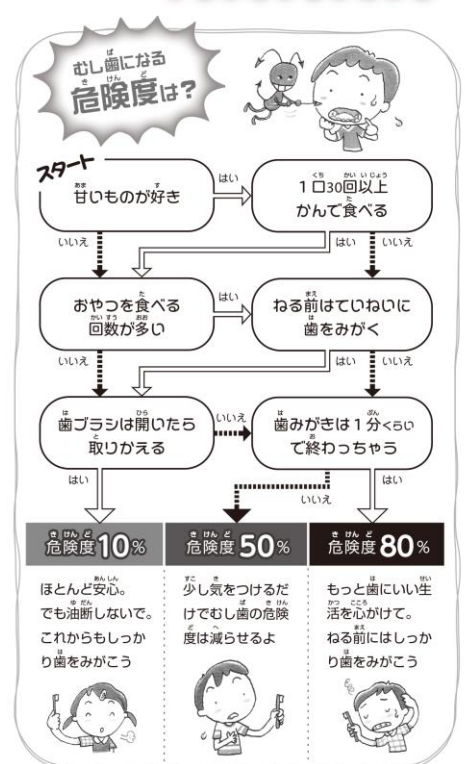 むし歯になる
危険度は？
スタート
甘いものが好き
はい
1口30回以上
かんで食べる
いいえ
はい
いいえ
おやつを食べる
回数が多い
はい
ねる前はていねいに
歯をみがく
いいえ
はい
いいえ
歯ブラシは開いたら
取りかえる
いいえ
歯みがきは1分くらい
で終わっちゃう
はい
いいえ
はい
危険度10%
ほとんど安心。
でも油断しないで。
これからもしっか
り歯をみがこう
危険度50%
少し気をつけるだ
けでむし歯の危険
度は減らせるよ
危険度80%
もっと歯にいい生
活を心がけて。
ねる前にはしっか
り歯をみがこう